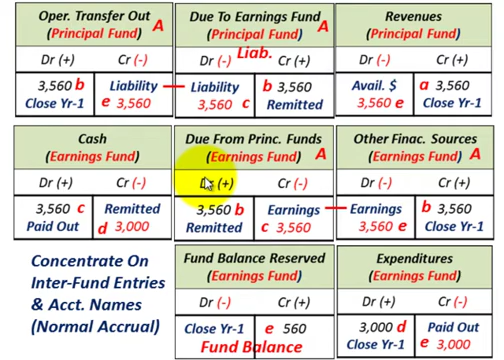 Oper. Transfer Out
(Principal Fund) A
Dr (+) Cr (-)
3,560 b Liability
Close Yr-1 e 3,560
Due To Earnings Fund
(Principal Fund) A
Liab.
Dr (-) Cr (+)
Liability b 3,560
3,560 c Remitted
Revenues
(Principal Fund)
Dr (-) Cr (+)
Avail. $ a 3,560
3,560 e Close Yr-1
Cash
(Earnings Fund)
Dr (+) Cr (-)
3,560 c Remitted
Paid Out d 3,000
Due From Princ. Funds
(Earnings Fund) A
Dr (+) Cr (-)
3,560 b Earnings
Remitted c 3,560
Other Finac. Sources
(Earnings Fund) A
Dr (-) Cr (+)
Earnings b 3,560
3,560 e Close Yr-1
Concentrate On
Inter-Fund Entries
& Acct. Names
(Normal Accrual)
Fund Balance Reserved
(Earnings Fund)
Dr (-) Cr (+)
Close Yr-1 e 560
Fund Balance
Expenditures
(Earnings Fund)
Dr (+) Cr (-)
3,000 d Paid Out
Close Yr-1 e 3,000